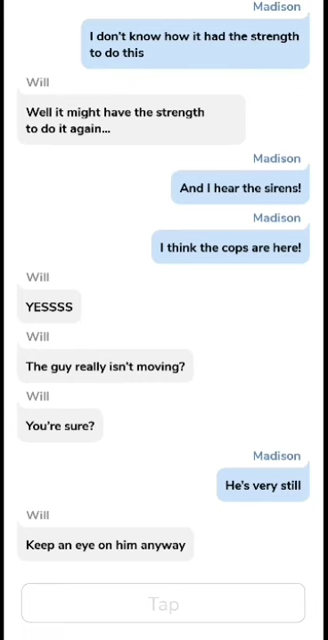 Madison
I don't know how it had the strength
to do this
Will
Well it might have the strength
to do it again...
Madison
And I hear the sirens!
Madison
I think the cops are here!
Will
YESSSS
Will
The guy really isn't moving?
Will
You're sure?
Madison
He's very still
Will
Keep an eye on him anyway
Tap